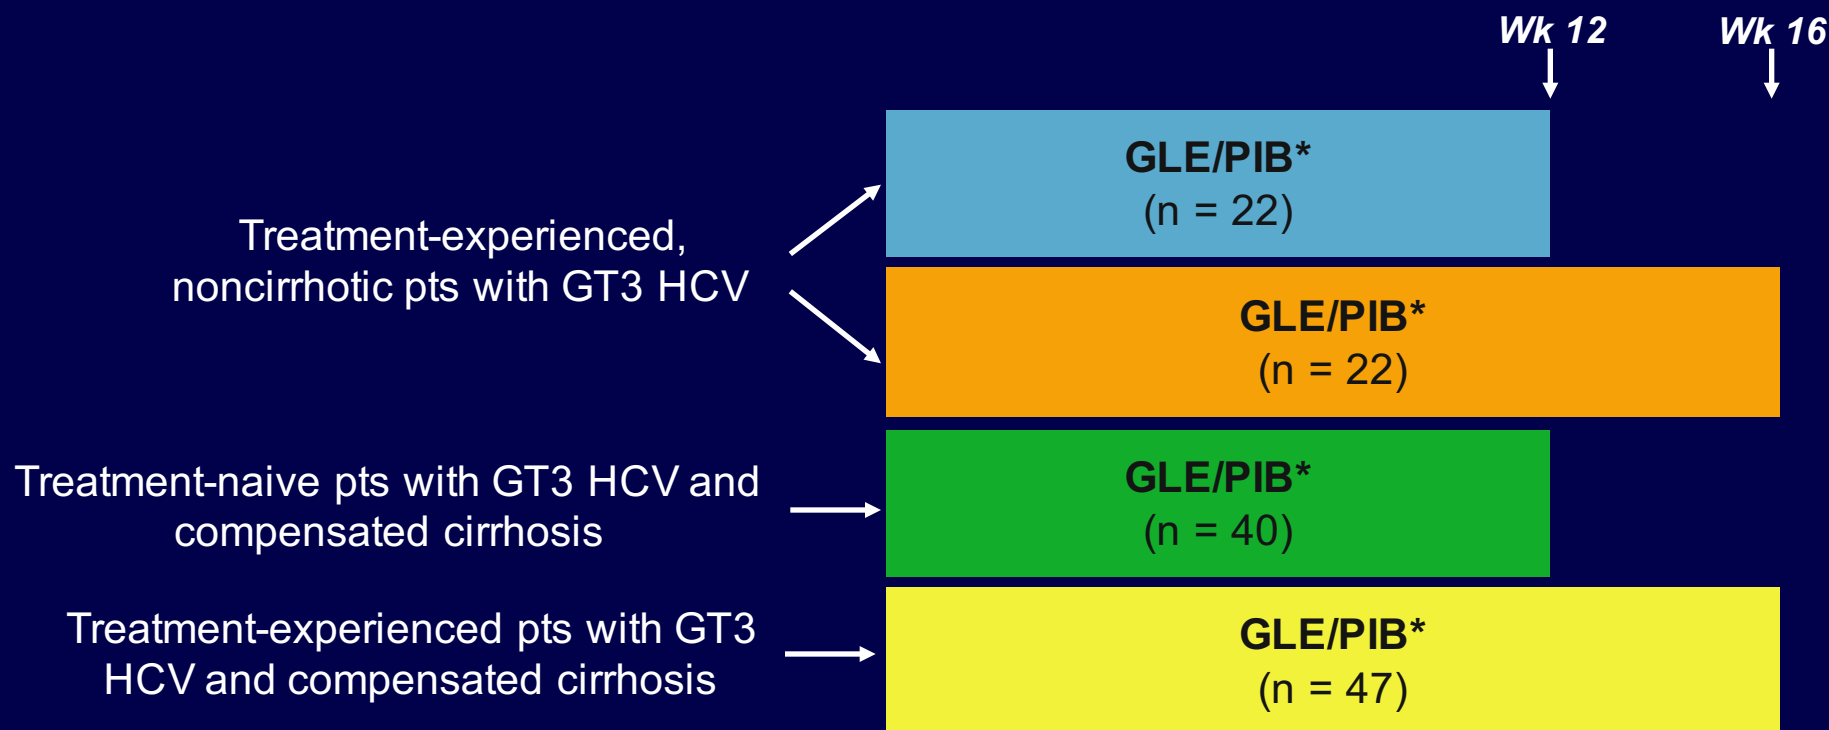 Wk 12
Wk 16
Treatment-experienced,
noncirrhotic pts with GT3 HCV
GLE/PIB*
(n = 22)
GLE/PIB*
(n = 22)
Treatment-naive pts with GT3 HCV and
compensated cirrhosis
GLE/PIB*
(n = 40)
Treatment-experienced pts with GT3
HCV and compensated cirrhosis
GLE/PIB*
(n = 47)